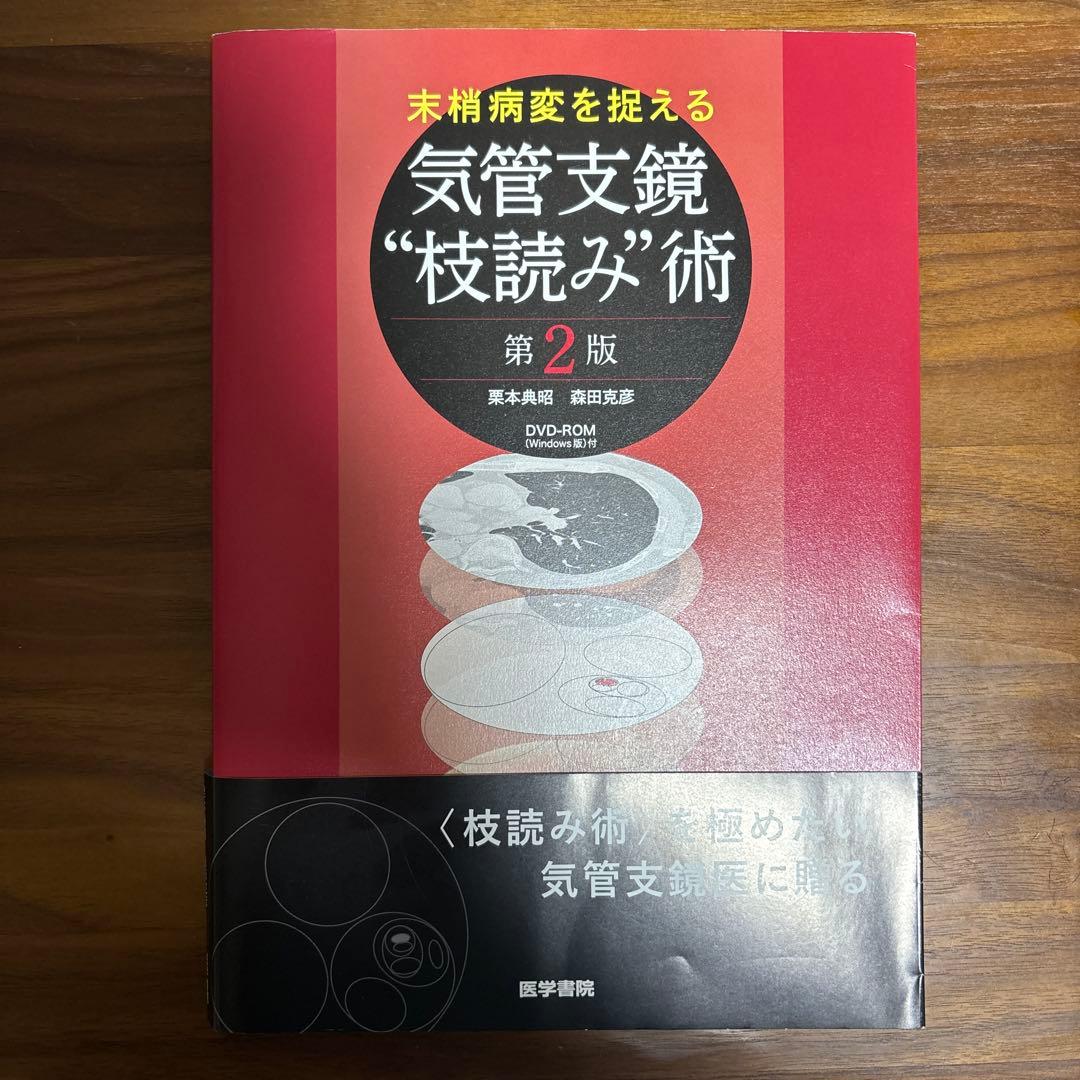 末梢病変を捉える
気管支鏡
“枝読み”術
第2版
栗本典昭 森田克彦
DVD-ROM
(Windows版)付
〈枝読み術〉を極めたい
気管支鏡医に贈る
医学書院